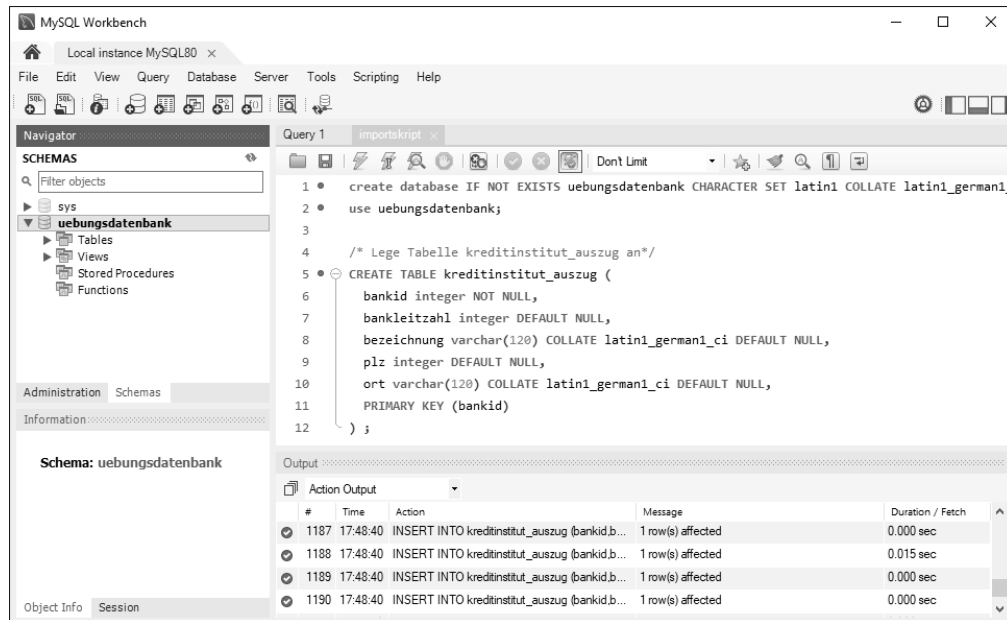 MySQL Workbench
Local instance MySQL80
File Edit View Query Database Server Tools Scripting Help
Navigator
SCHEMAS
Filter objects
sys
uebungsdatenbank
Tables
Views
Stored Procedures
Functions
Administration Schemas
Information
Schema: uebungsdatenbank
Object Info Session
Query 1 importskript
Don't Limit
1 create database IF NOT EXISTS uebungsdatenbank CHARACTER SET latin1 COLLATE latin1_german1_
2 use uebungsdatenbank;
3
4 /* Lege Tabelle kreditinstitut_auszug an*/
5 CREATE TABLE kreditinstitut_auszug (
6 bankid integer NOT NULL,
7 bankleitzahl integer DEFAULT NULL,
8 bezeichnung varchar(120) COLLATE latin1_german1_ci DEFAULT NULL,
9 plz integer DEFAULT NULL,
10 ort varchar(120) COLLATE latin1_german1_ci DEFAULT NULL,
11 PRIMARY KEY (bankid)
12 ) ;
Output
Action Output
# Time Action Message Duration / Fetch
1187 17:48:40 INSERT INTO kreditinstitut_auszug (bankid,b... 1 row(s) affected 0.000 sec
1188 17:48:40 INSERT INTO kreditinstitut_auszug (bankid,b... 1 row(s) affected 0.015 sec
1189 17:48:40 INSERT INTO kreditinstitut_auszug (bankid,b... 1 row(s) affected 0.000 sec
1190 17:48:40 INSERT INTO kreditinstitut_auszug (bankid,b... 1 row(s) affected 0.000 sec